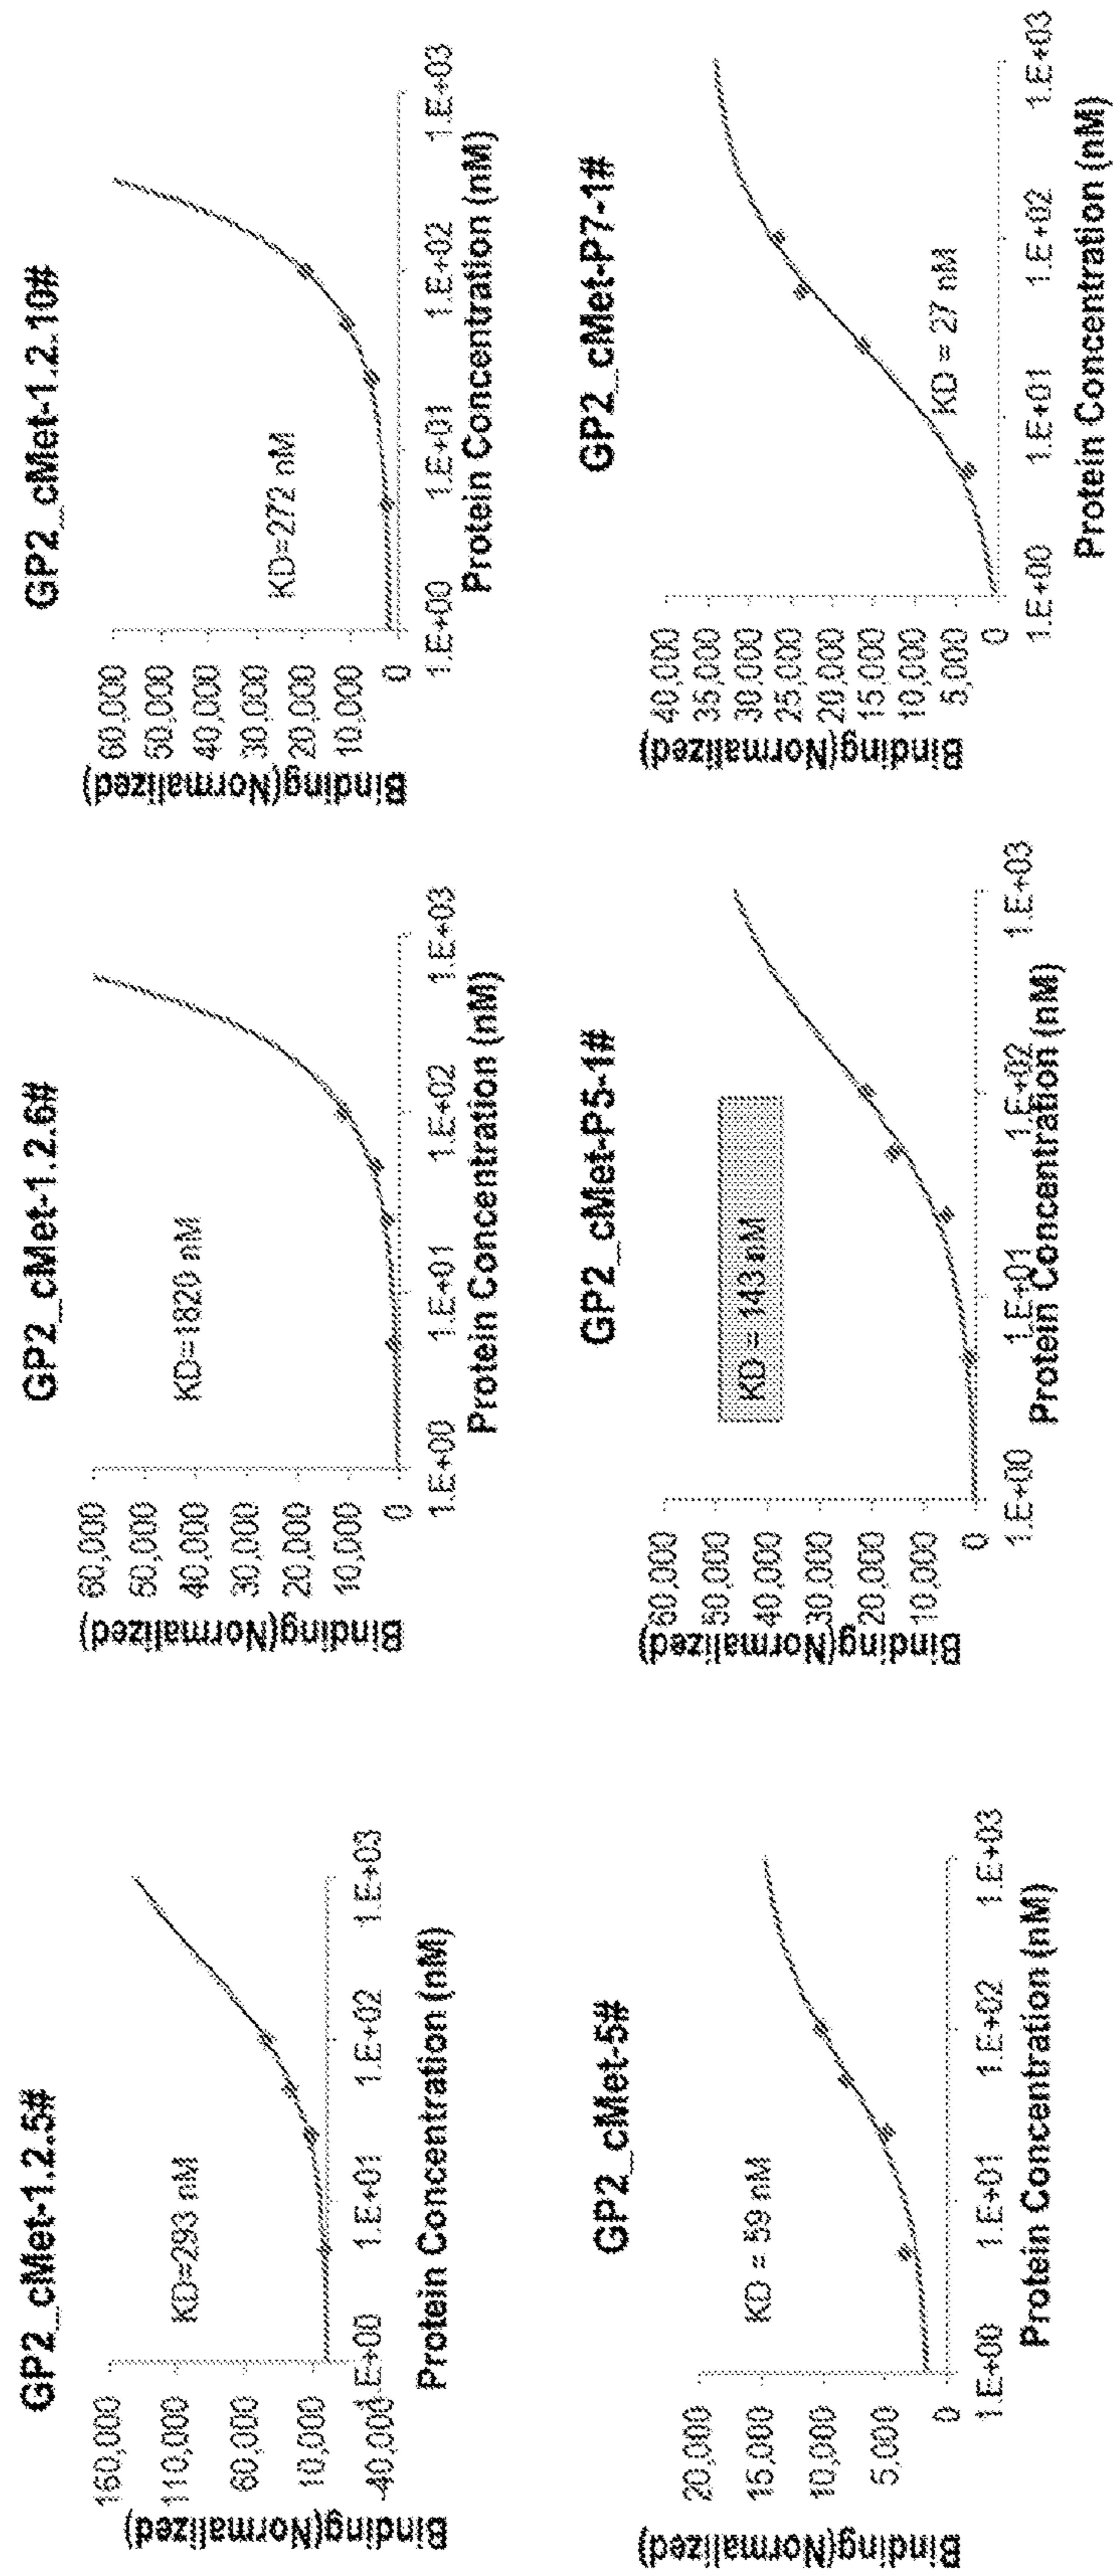 GP2_cMet-1.2.5#
Binding(Normalized)
160,000
110,000
60,000
10,000
-40,000
KD=293 nM
1.E+00 1.E+01 1.E+02 1.E+03
Protein Concentration (nM)
GP2_cMet-1.2.6#
Binding(Normalized)
60,000
50,000
40,000
30,000
20,000
10,000
0
KD=1820 nM
1.E+00 1.E+01 1.E+02 1.E+03
Protein Concentration (nM)
GP2_cMet-1.2.10#
Binding(Normalized)
60,000
50,000
40,000
30,000
20,000
10,000
0
KD=272 nM
1.E+00 1.E+01 1.E+02 1.E+03
Protein Concentration (nM)
GP2_cMet-5#
Binding(Normalized)
20,000
15,000
10,000
5,000
0
KD = 59 nM
1.E+00 1.E+01 1.E+02 1.E+03
Protein Concentration (nM)
GP2_cMet-P5-1#
Binding(Normalized)
60,000
50,000
40,000
30,000
20,000
10,000
0
KD = 143 nM
1.E+00 1.E+01 1.E+02 1.E+03
Protein Concentration (nM)
GP2_cMet-P7-1#
Binding(Normalized)
40,000
35,000
30,000
25,000
20,000
15,000
10,000
5,000
0
KD = 27 nM
1.E+00 1.E+01 1.E+02 1.E+03
Protein Concentration (nM)